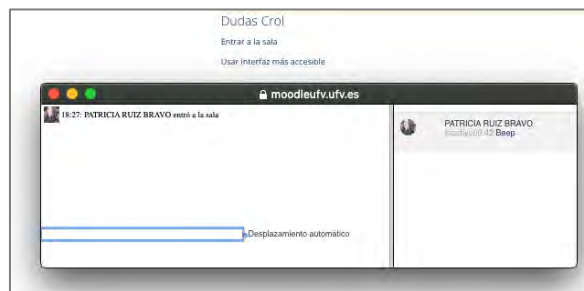 Dudas Crol
Entrar a la sala
Usar interfaz más accesible
moodleufv.ufv.es
18:27: PATRICIA RUIZ BRAVO entró a la sala
PATRICIA RUIZ BRAVO
Beep
Desplazamiento automático